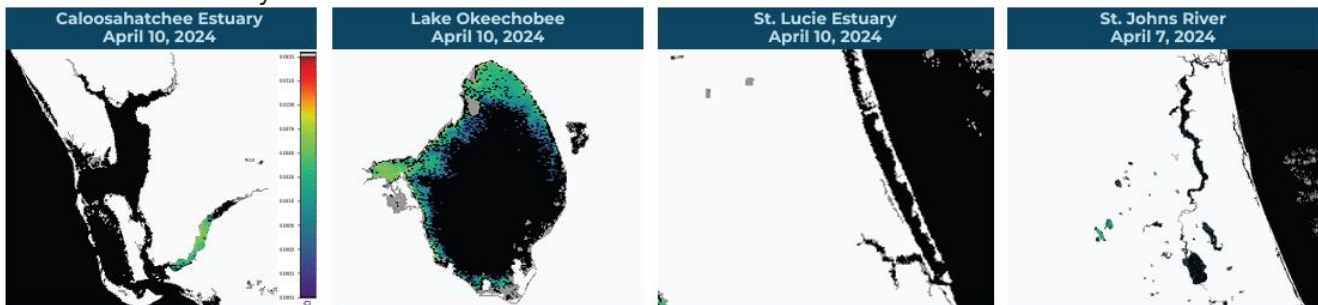 Caloosahatchee Estuary
April 10, 2024
Lake Okeechobee
April 10, 2024
St. Lucie Estuary
April 10, 2024
St. Johns River
April 7, 2024